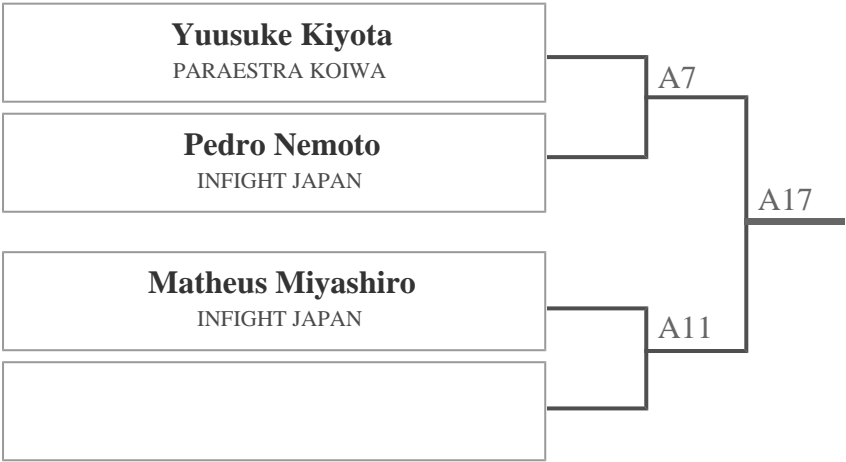 Yuusuke Kiyota
PARAESTRA KOIWA
A7
Pedro Nemoto
INFIGHT JAPAN
A17
Matheus Miyashiro
INFIGHT JAPAN
A11